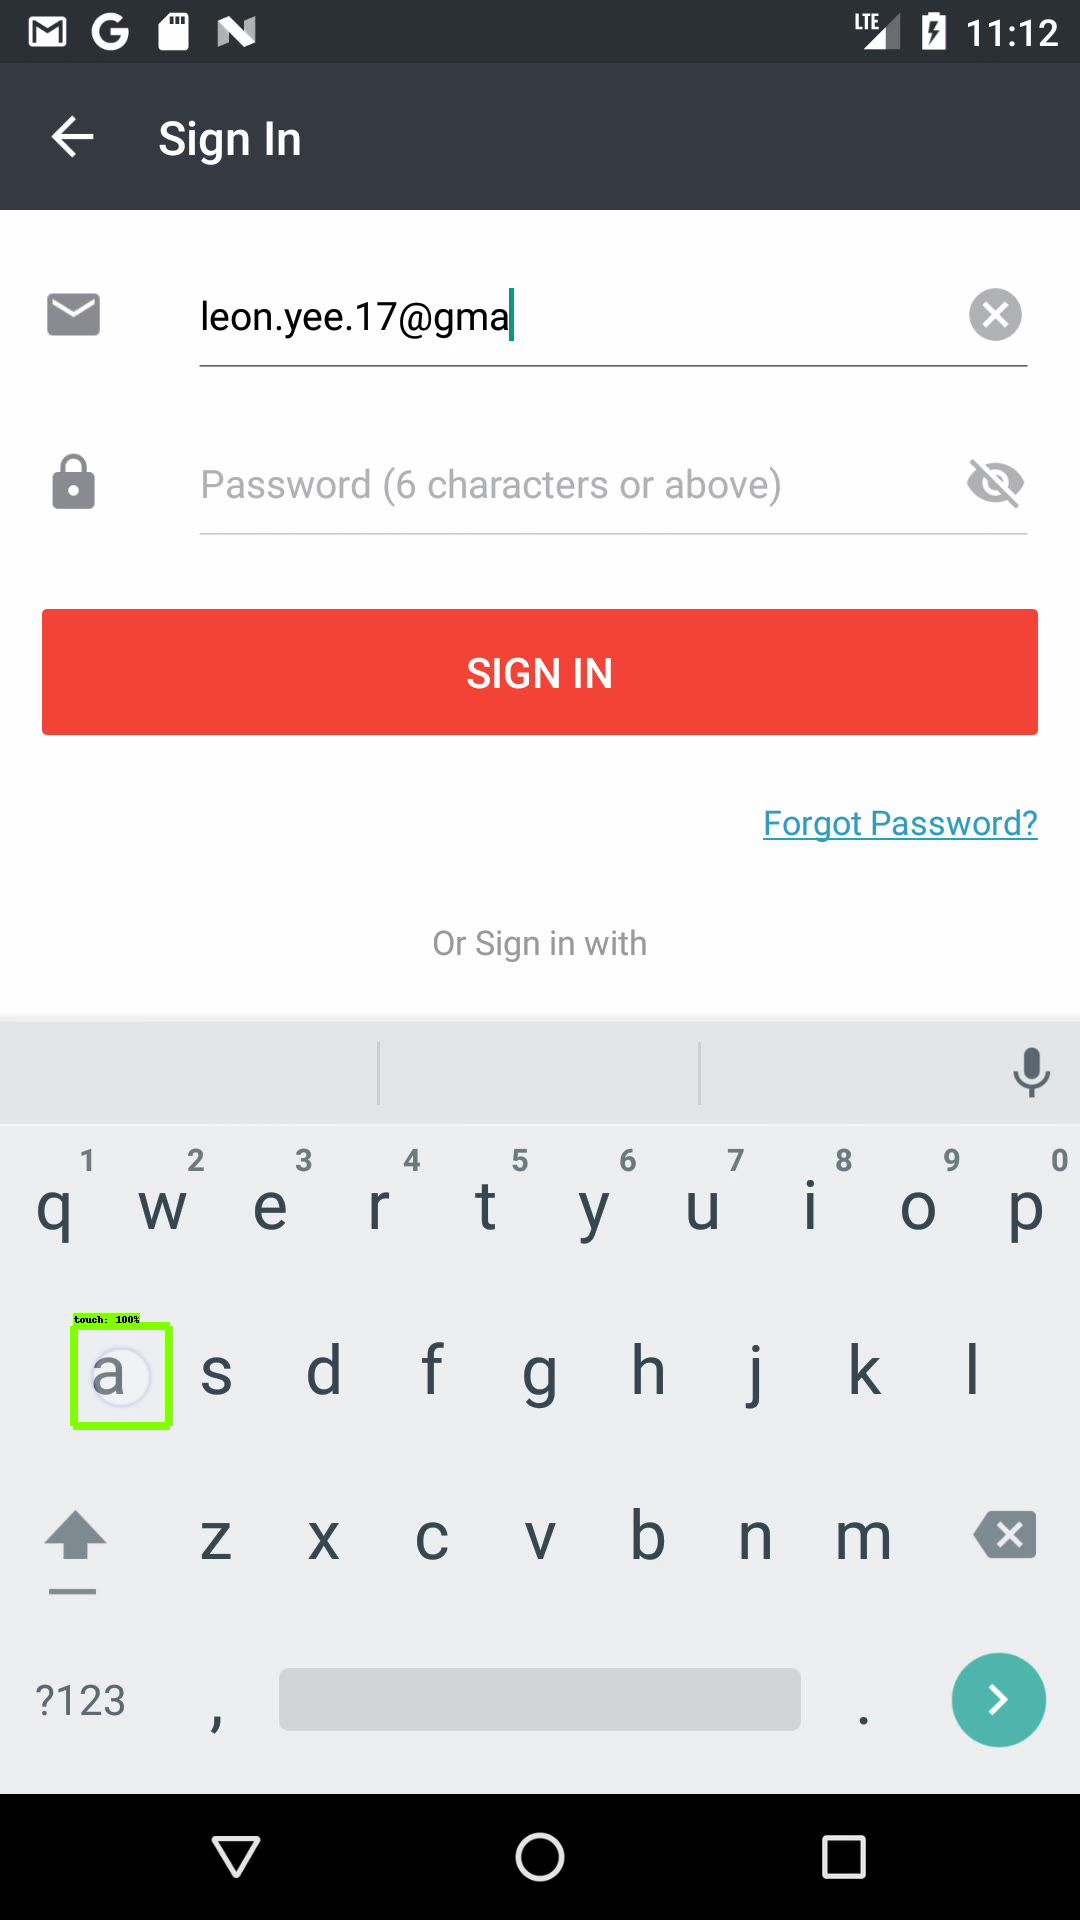 LTE 11:12
Sign In
leon.yee.17@gma
Password (6 characters or above)
SIGN IN
Forgot Password?
Or Sign in with
1 2 3 4 5 6 7 8 9 0
q w e r t y u i o p
touch: 100%
a s d f g h j k l
z x c v b n m
?123 , .